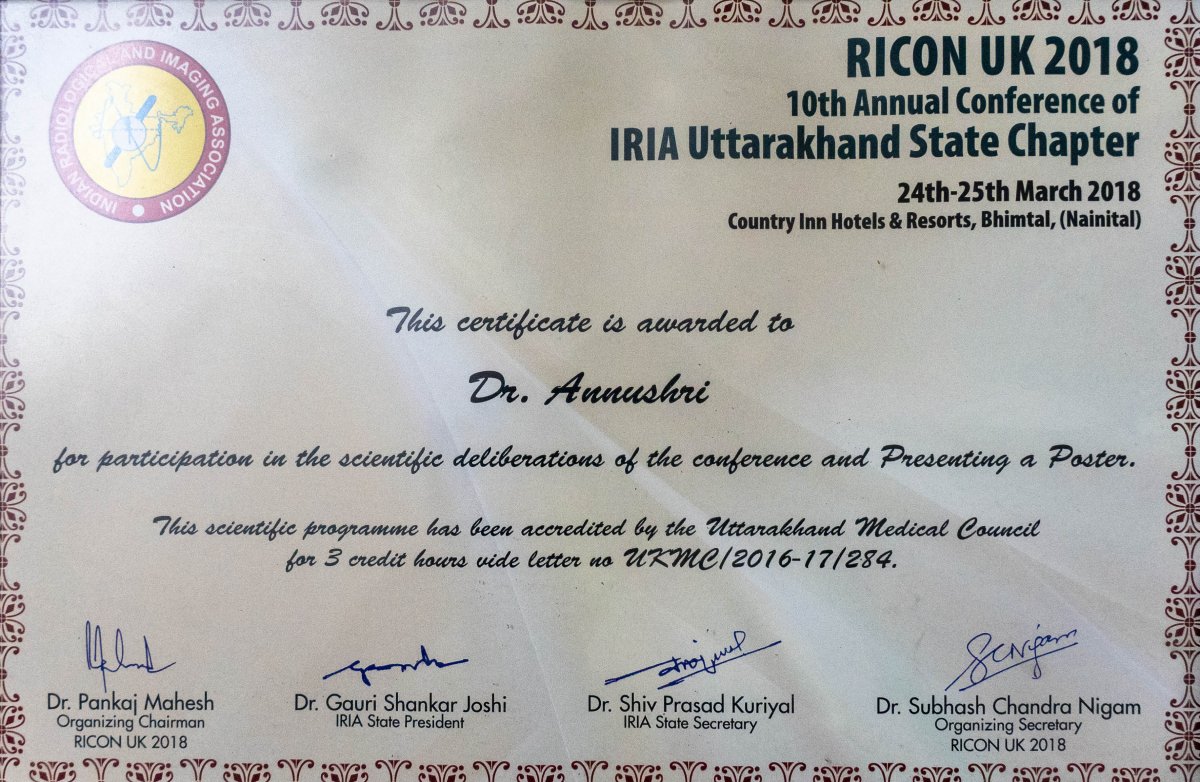 INDIAN RADIOLOGICAL AND IMAGING ASSOCIATION
RICON UK 2018
10th Annual Conference of
IRIA Uttarakhand State Chapter
24th-25th March 2018
Country Inn Hotels & Resorts, Bhimtal, (Nainital)
This certificate is awarded to
Dr. Annushri
for participation in the scientific deliberations of the conference and Presenting a Poster.
This scientific programme has been accredited by the Uttarakhand Medical Council
for 3 credit hours vide letter no UKMC/2016-17/284.
SCNigam
Dr. Pankaj Mahesh
Organizing Chairman
RICON UK 2018
Dr. Gauri Shankar Joshi
IRIA State President
Dr. Shiv Prasad Kuriyal
IRIA State Secretary
Dr. Subhash Chandra Nigam
Organizing Secretary
RICON UK 2018